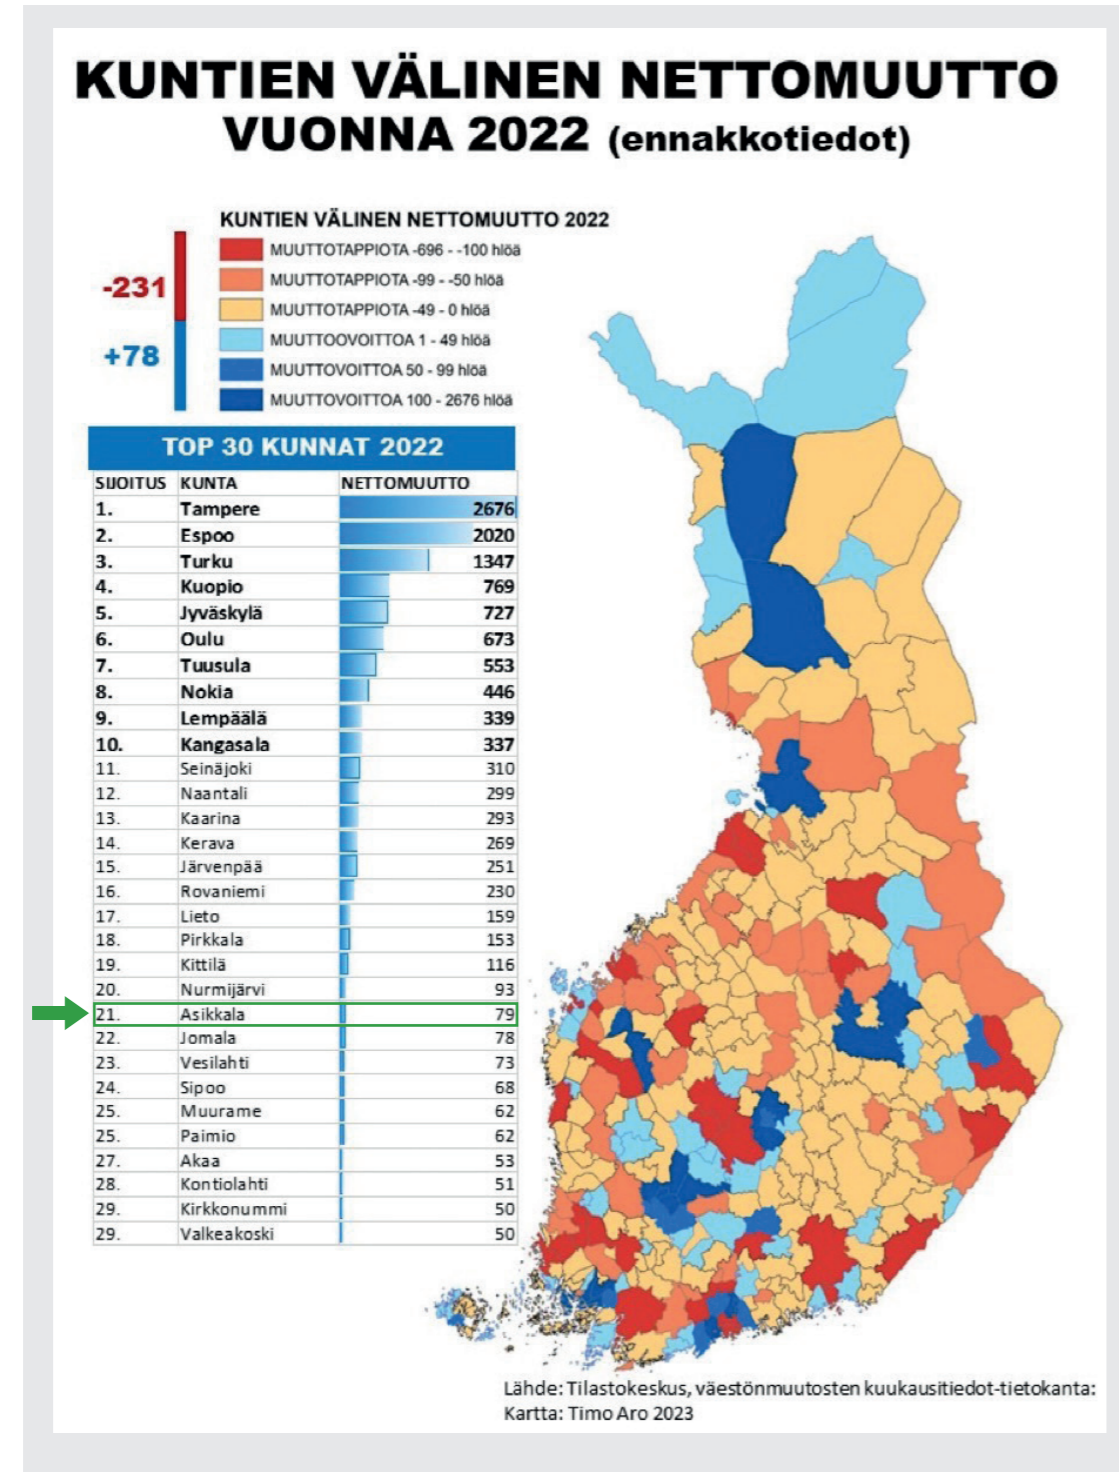 KUNTIEN VÄLINEN NETTOMUUTTO
VUONNA 2022 (ennakkotiedot)
KUNTIEN VÄLINEN NETTOMUUTTO 2022
MUUTTOTAPPIOTA -696 - -100 hlöä
MUUTTOTAPPIOTA -99 - -50 hlöä
MUUTTOTAPPIOTA -49 - 0 hlöä
MUUTTOOVOITTOA 1 - 49 hlöä
MUUTTOVOITTOA 50 - 99 hlöä
MUUTTOVOITTOA 100 - 2676 hlöä
-231
+78
TOP 30 KUNNAT 2022
SIJOITUS KUNTA NETTOMUUTTO
1. Tampere 2676
2. Espoo 2020
3. Turku 1347
4. Kuopio 769
5. Jyväskylä 727
6. Oulu 673
7. Tuusula 553
8. Nokia 446
9. Lempäälä 339
10. Kangasala 337
11. Seinäjoki 310
12. Naantali 299
13. Kaarina 293
14. Kerava 269
15. Järvenpää 251
16. Rovaniemi 230
17. Lieto 159
18. Pirkkala 153
19. Kittilä 116
20. Nurmijärvi 93
21. Asikkala 79
22. Jomala 78
23. Vesilahti 73
24. Sipoo 68
25. Muurame 62
25. Paimio 62
27. Akaa 53
28. Kontiolahti 51
29. Kirkkonummi 50
29. Valkeakoski 50
Lähde: Tilastokeskus, väestönmuutosten kuukausitiedot-tietokanta:
Kartta: Timo Aro 2023